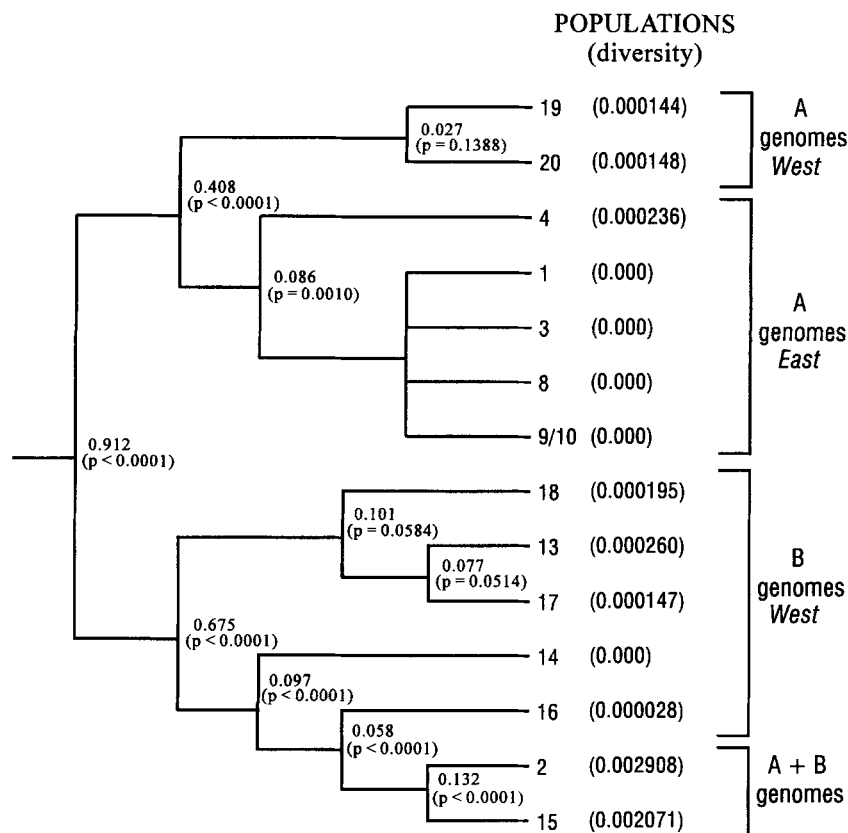 POPULATIONS
(diversity)
19 (0.000144)
0.027
(p = 0.1388)
20 (0.000148)
A
genomes
West
0.408
(p < 0.0001)
4 (0.000236)
0.086
(p = 0.0010)
1 (0.000)
3 (0.000)
8 (0.000)
9/10 (0.000)
A
genomes
East
0.912
(p < 0.0001)
18 (0.000195)
0.101
(p = 0.0584)
13 (0.000260)
0.077
(p = 0.0514)
17 (0.000147)
0.675
(p < 0.0001)
14 (0.000)
0.097
(p < 0.0001)
16 (0.000028)
B
genomes
West
0.058
(p < 0.0001)
2 (0.002908)
0.132
(p < 0.0001)
15 (0.002071)
A + B
genomes